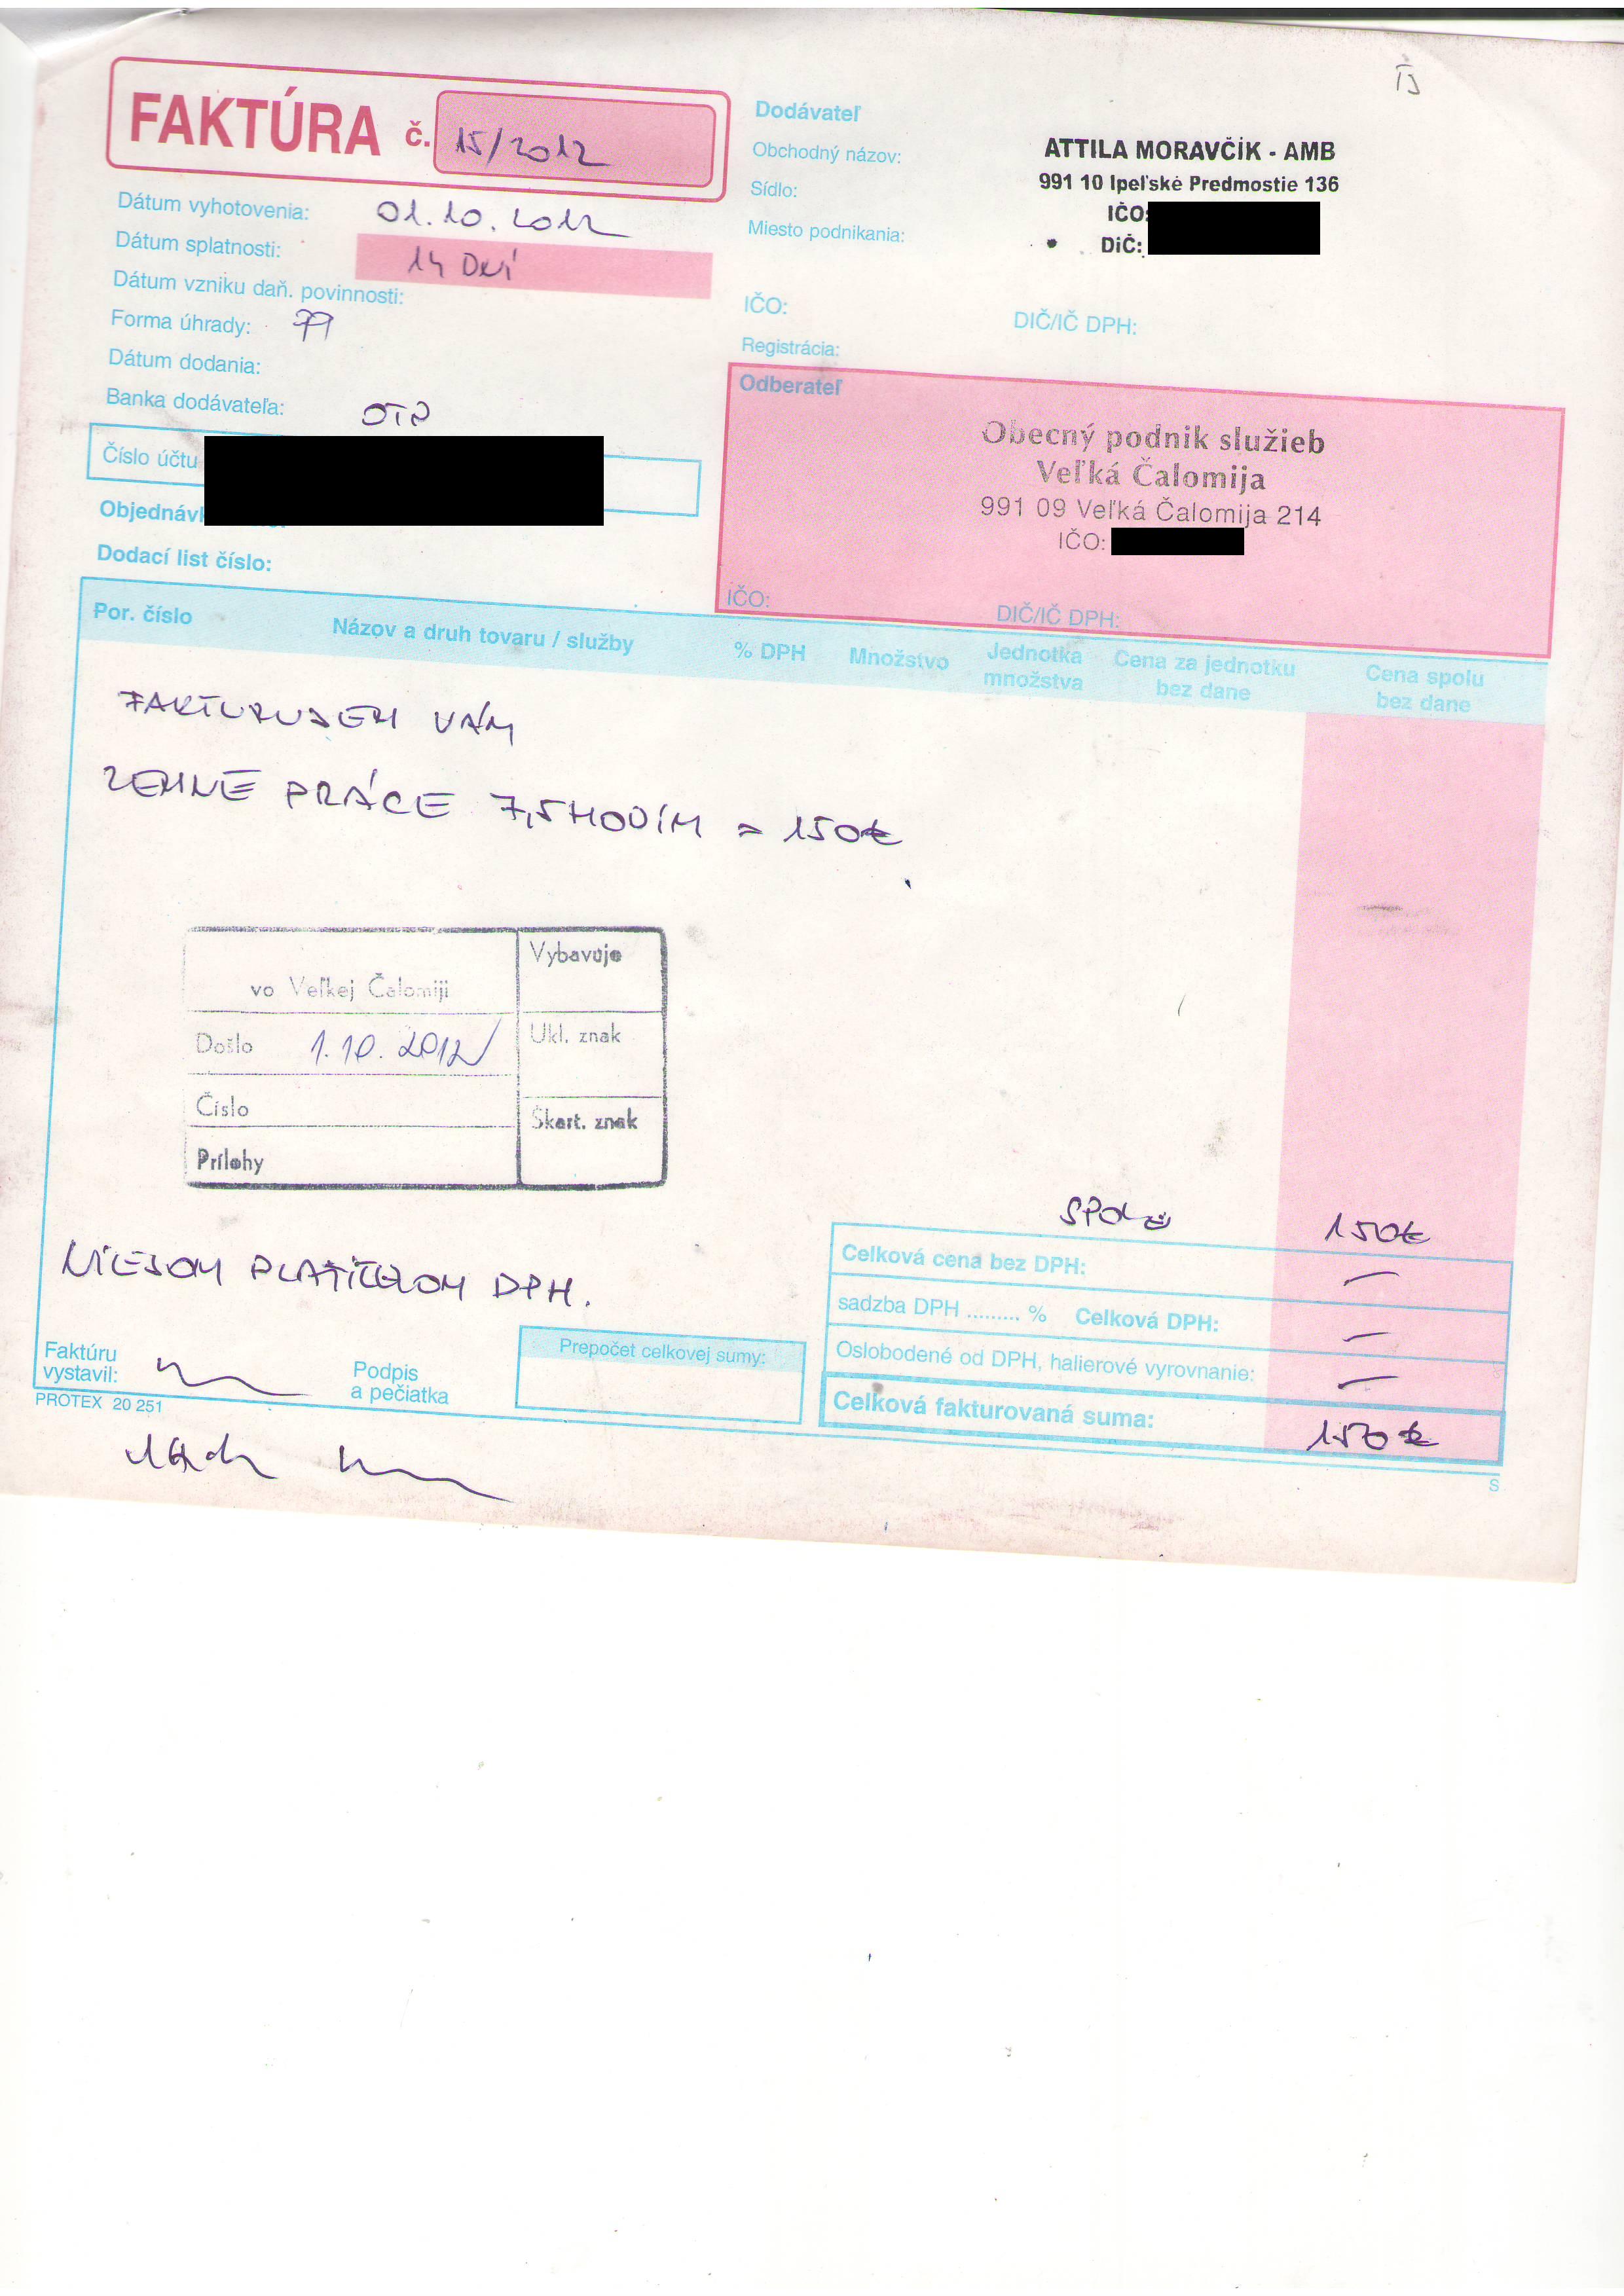 FAKTÚRA č. 15/2012
Dátum vyhotovenia: 01.10.2012
Dátum splatnosti: 14 DNÍ
Dátum vzniku daň. povinnosti:
Forma úhrady:
Dátum dodania:
Banka dodávateľa: OTP
Číslo účtu
Dodací list číslo:
Dodávateľ
Obchodný názov:
Sídlo:
Miesto podnikania:
ATTILA MORAVČÍK - AMB
991 10 Ipeľské Predmostie 136
IČO:
DIČ:
IČO: DIČ/IČ DPH:
Registrácia:
Odberateľ
Obecný podnik služieb
Veľká Čalomija
991 09 Veľká Čalomija 214
IČO:
IČO: DIČ/IČ DPH:
Por. číslo Názov a druh tovaru / služby % DPH Množstvo Jednotka množstva Cena za jednotku bez dane Cena spolu bez dane
FAKTURUJEM VÁM
ZEMNÉ PRÁCE 7,5HODÍM = 150€
vo Veľkej Čalomiji
Došlo 1.10.2012
Číslo
Prílohy
Vybavuje
Ukl. znak
Skart. znak
SPOLU 150€
NIEJSOM PLATITELOM DPH.
Celková cena bez DPH: —
sadzba DPH ......... % Celková DPH: —
Oslobodené od DPH, halierové vyrovnanie: —
Celková fakturovaná suma: 150€
Faktúru vystavil:
Podpis a pečiatka
Prepočet celkovej sumy:
PROTEX 20 251
S